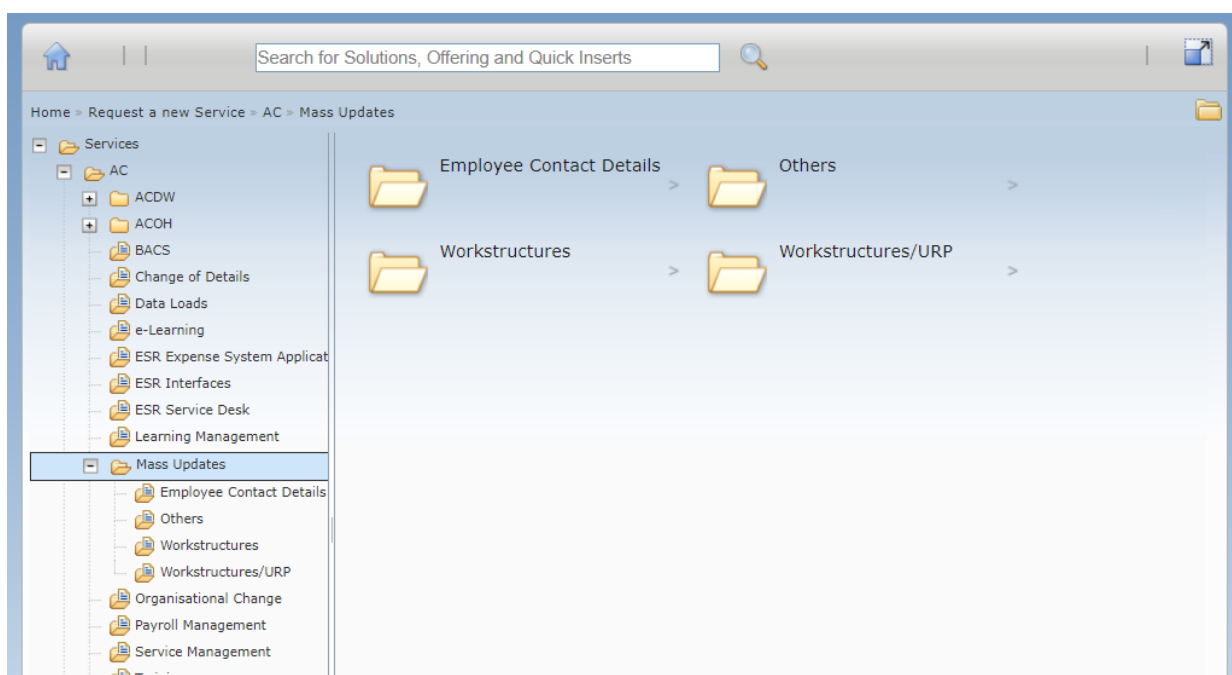 Search for Solutions, Offering and Quick Inserts
Home » Request a new Service » AC » Mass Updates
Services
AC
ACDW
ACOH
BACS
Change of Details
Data Loads
e-Learning
ESR Expense System Applicat
ESR Interfaces
ESR Service Desk
Learning Management
Mass Updates
Employee Contact Details
Others
Workstructures
Workstructures/URP
Organisational Change
Payroll Management
Service Management
Employee Contact Details
Others
Workstructures
Workstructures/URP